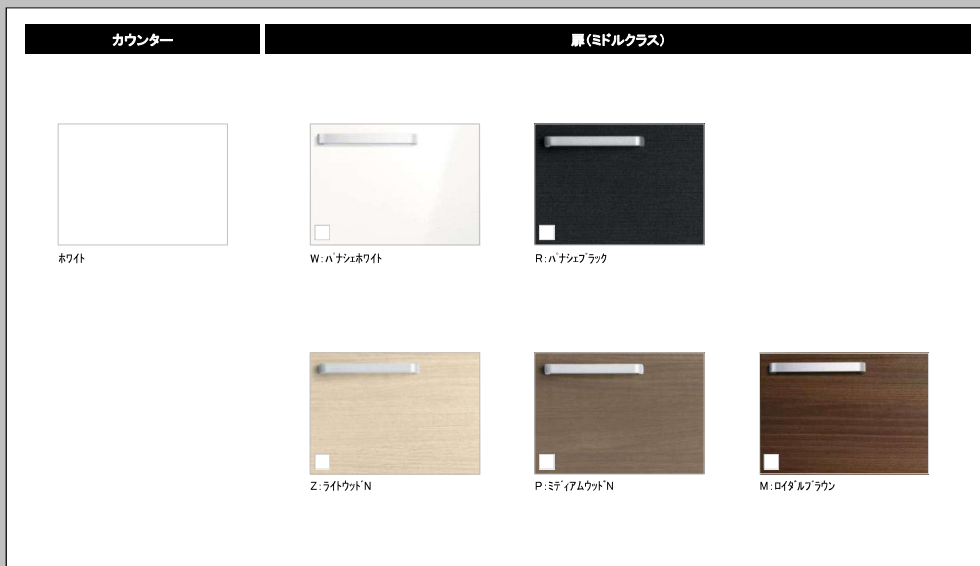 カウンター
扉(ミドルクラス)
ホワイト
W:パナシェホワイト
R:パナシェブラック
Z:ライトウッドN
P:ミディアムウッドN
M:ロイダルブラウン